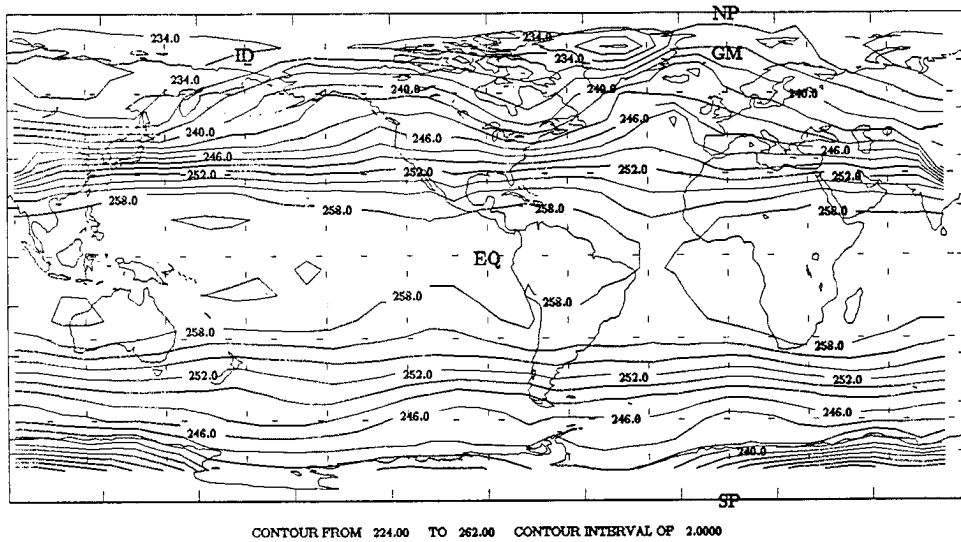 NP
234.0 234.0
ID GM
234.0 234.0
240.0 240.0 240.0
240.0 246.0 246.0 246.0
246.0 246.0
252.0 252.0 252.0 252.0
258.0 258.0 258.0 258.0
EQ
258.0 258.0
258.0 258.0
252.0 252.0 252.0 252.0
246.0 246.0 246.0
246.0 240.0
SP
CONTOUR FROM 224.00 TO 262.00 CONTOUR INTERVAL OF 2.0000